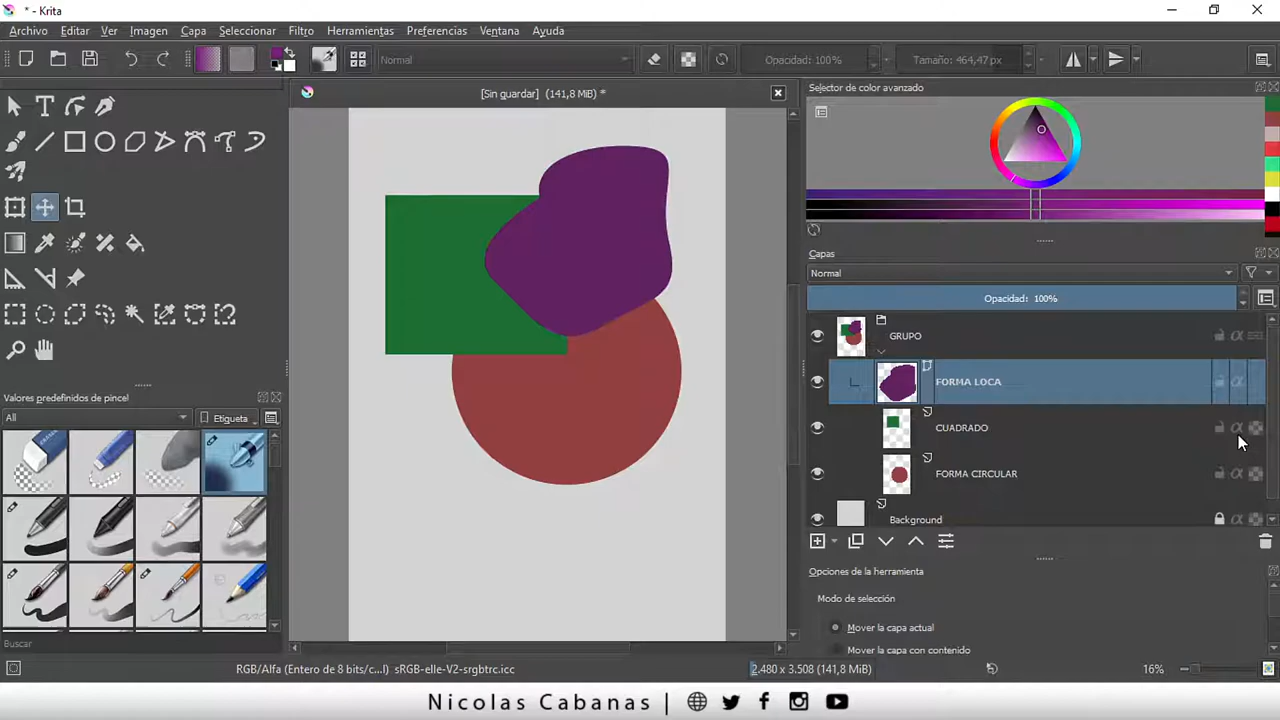 * - Krita
Archivo Editar Ver Imagen Capa Seleccionar Filtro Herramientas Preferencias Ventana Ayuda
Normal Opacidad: 100% Tamaño: 464,47 px
[Sin guardar] (141,8 MiB) *
Selector de color avanzado
Capas
Normal
Opacidad: 100%
GRUPO
FORMA LOCA
CUADRADO
FORMA CIRCULAR
Background
Valores predefinidos de pincel
All Etiqueta
Buscar
Opciones de la herramienta
Modo de selección
Mover la capa actual
Mover la capa con contenido
RGB/Alfa (Entero de 8 bits/c...l) sRGB-elle-V2-srgbtrc.icc 2.480 x 3.508 (141,8 MiB) 16%
Nicolas Cabanas |